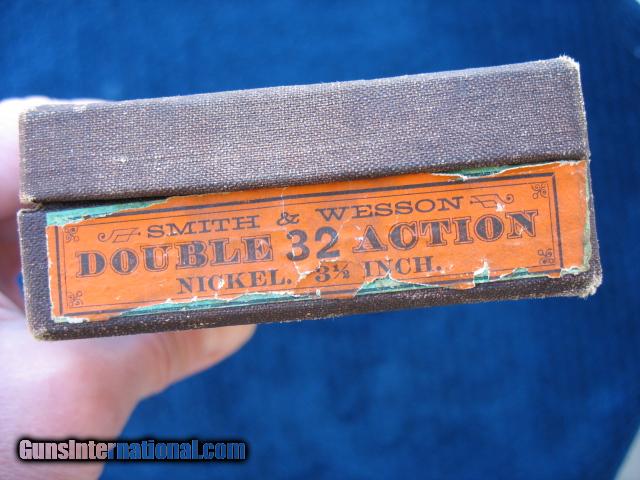 SMITH & WESSON
DOUBLE 32 ACTION
NICKEL. 3½ INCH.
GunsInternational.com